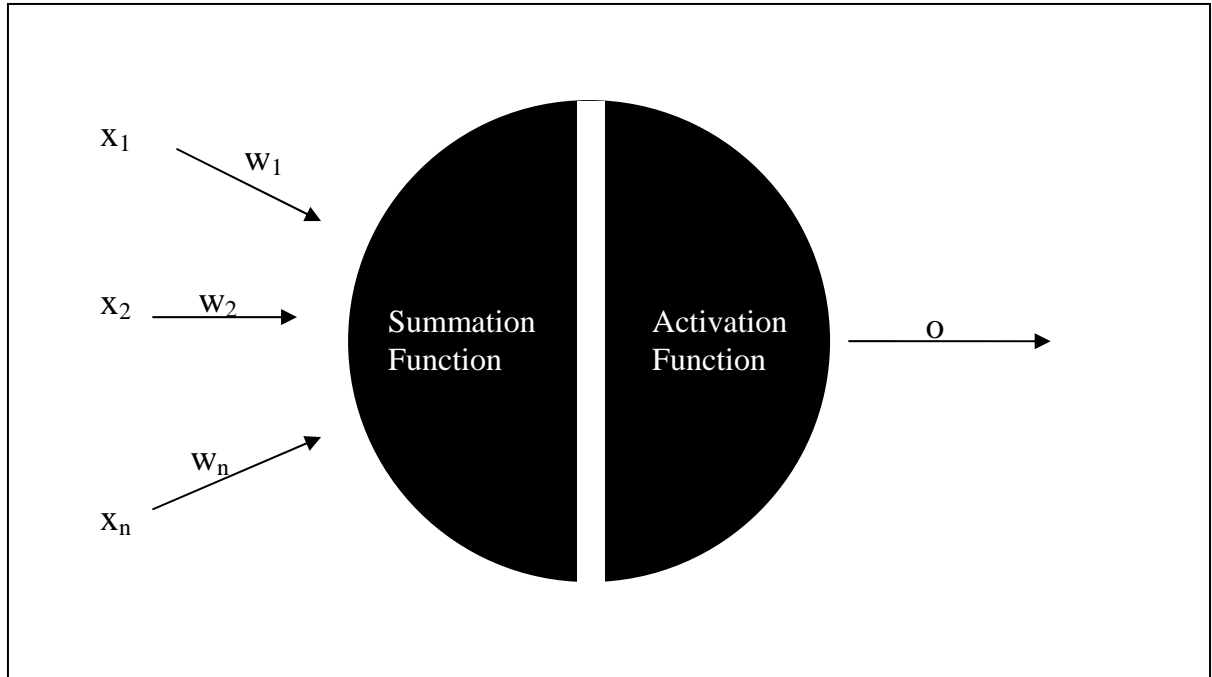 x₁
w₁
x₂
w₂
xₙ
wₙ
Summation
Function
Activation
Function
o